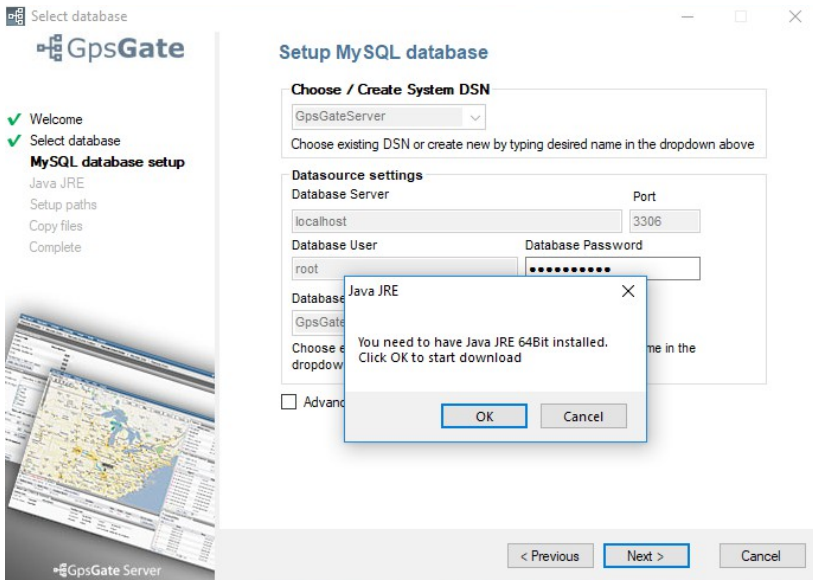 Select database
GpsGate
Setup MySQL database
Welcome
Select database
MySQL database setup
Java JRE
Setup paths
Copy files
Complete
Choose / Create System DSN
GpsGateServer
Choose existing DSN or create new by typing desired name in the dropdown above
Datasource settings
Database Server
Port
localhost
3306
Database User
Database Password
root
Database
GpsGate
Choose e
me in the
dropdow
Advanc
Java JRE
You need to have Java JRE 64Bit installed.
Click OK to start download
OK
Cancel
GpsGate Server
< Previous
Next >
Cancel